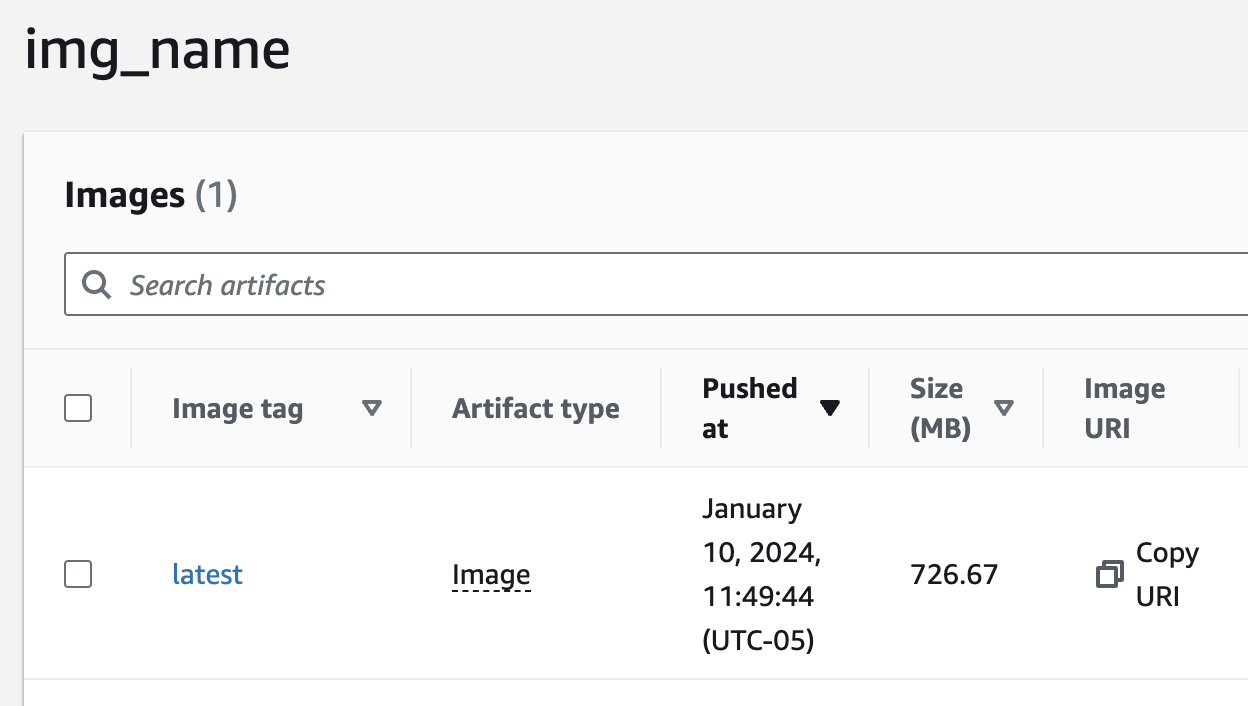 img_name
Images (1)
Search artifacts
Image tag
Artifact type
Pushed
at
Size
(MB)
Image
URI
latest
Image
January
10, 2024,
11:49:44
(UTC-05)
726.67
Copy
URI